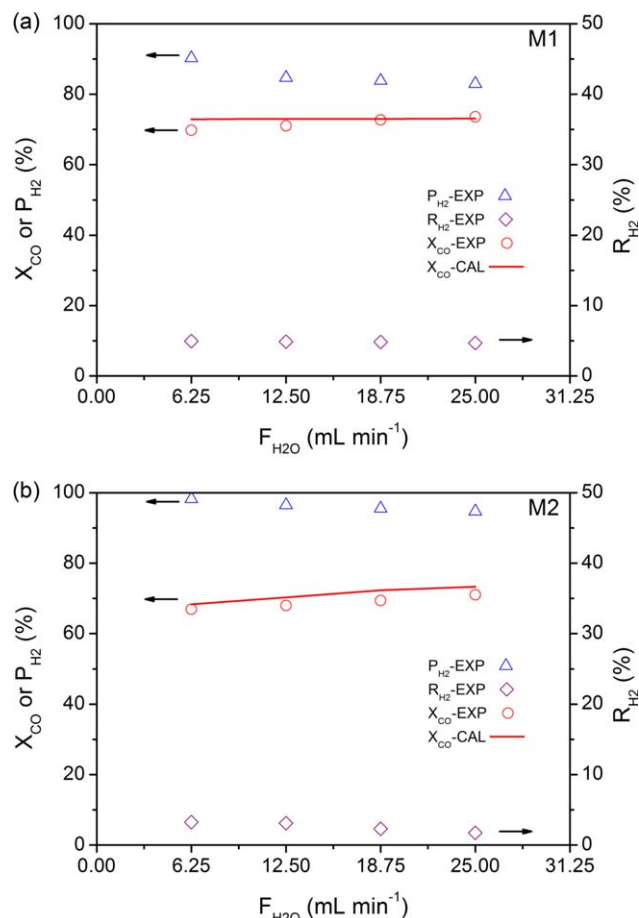 (a)
M1
100
80
60
40
20
0
X_CO or P_H2 (%)
50
40
30
20
10
0
R_H2 (%)
P_H2-EXP
R_H2-EXP
X_CO-EXP
X_CO-CAL
0.00 6.25 12.50 18.75 25.00 31.25
F_H2O (mL min⁻¹)
(b)
M2
100
80
60
40
20
0
X_CO or P_H2 (%)
50
40
30
20
10
0
R_H2 (%)
P_H2-EXP
R_H2-EXP
X_CO-EXP
X_CO-CAL
0.00 6.25 12.50 18.75 25.00 31.25
F_H2O (mL min⁻¹)